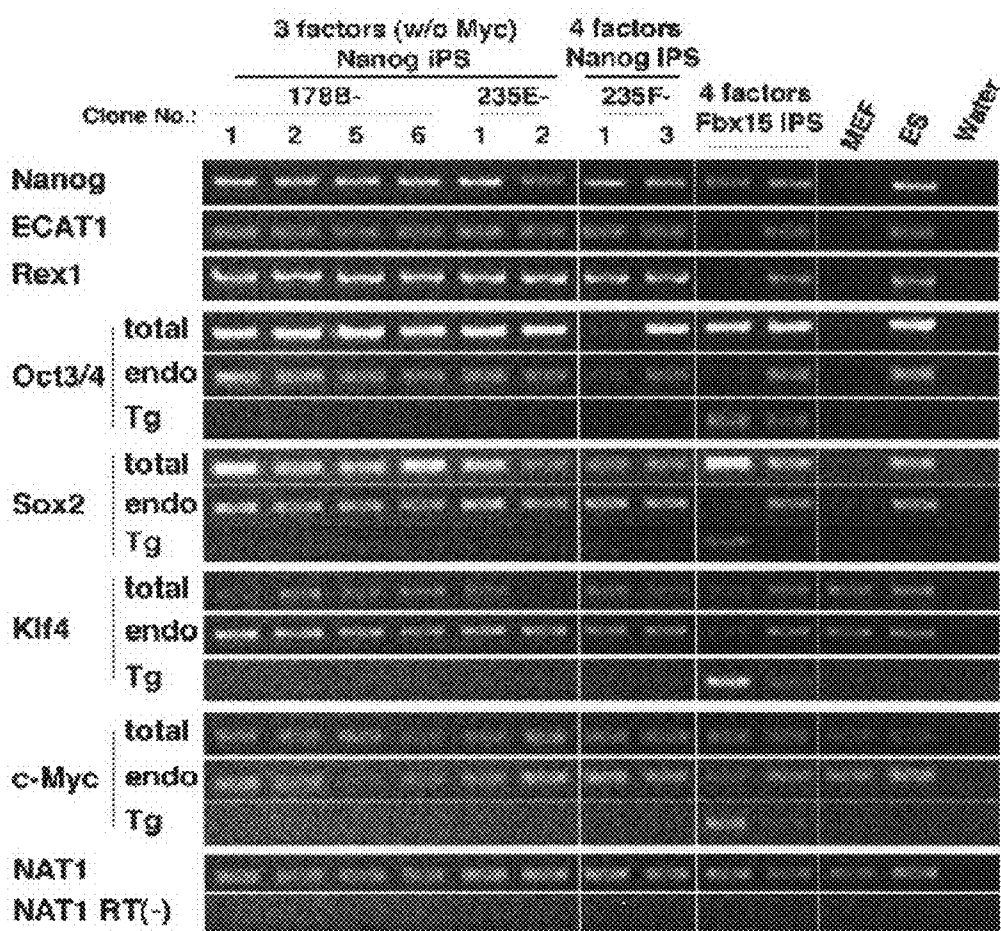 3 factors (w/o Myc)
Nanog iPS
4 factors
Nanog iPS
178B-
235E-
235F-
4 factors
Fbx15 iPS
MEF
ES
Water
Clone No.:
1 2 5 6 1 2 1 3
Nanog
ECAT1
Rex1
Oct3/4
total
endo
Tg
Sox2
total
endo
Tg
Klf4
total
endo
Tg
c-Myc
total
endo
Tg
NAT1
NAT1 RT(-)